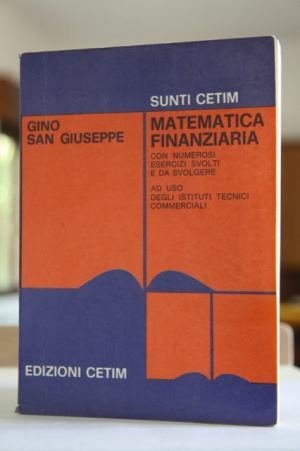 SUNTI CETIM
GINO
SAN GIUSEPPE
MATEMATICA
FINANZIARIA
CON NUMEROSI
ESERCIZI SVOLTI
E DA SVOLGERE
AD USO
DEGLI ISTITUTI TECNICI
COMMERCIALI
EDIZIONI CETIM